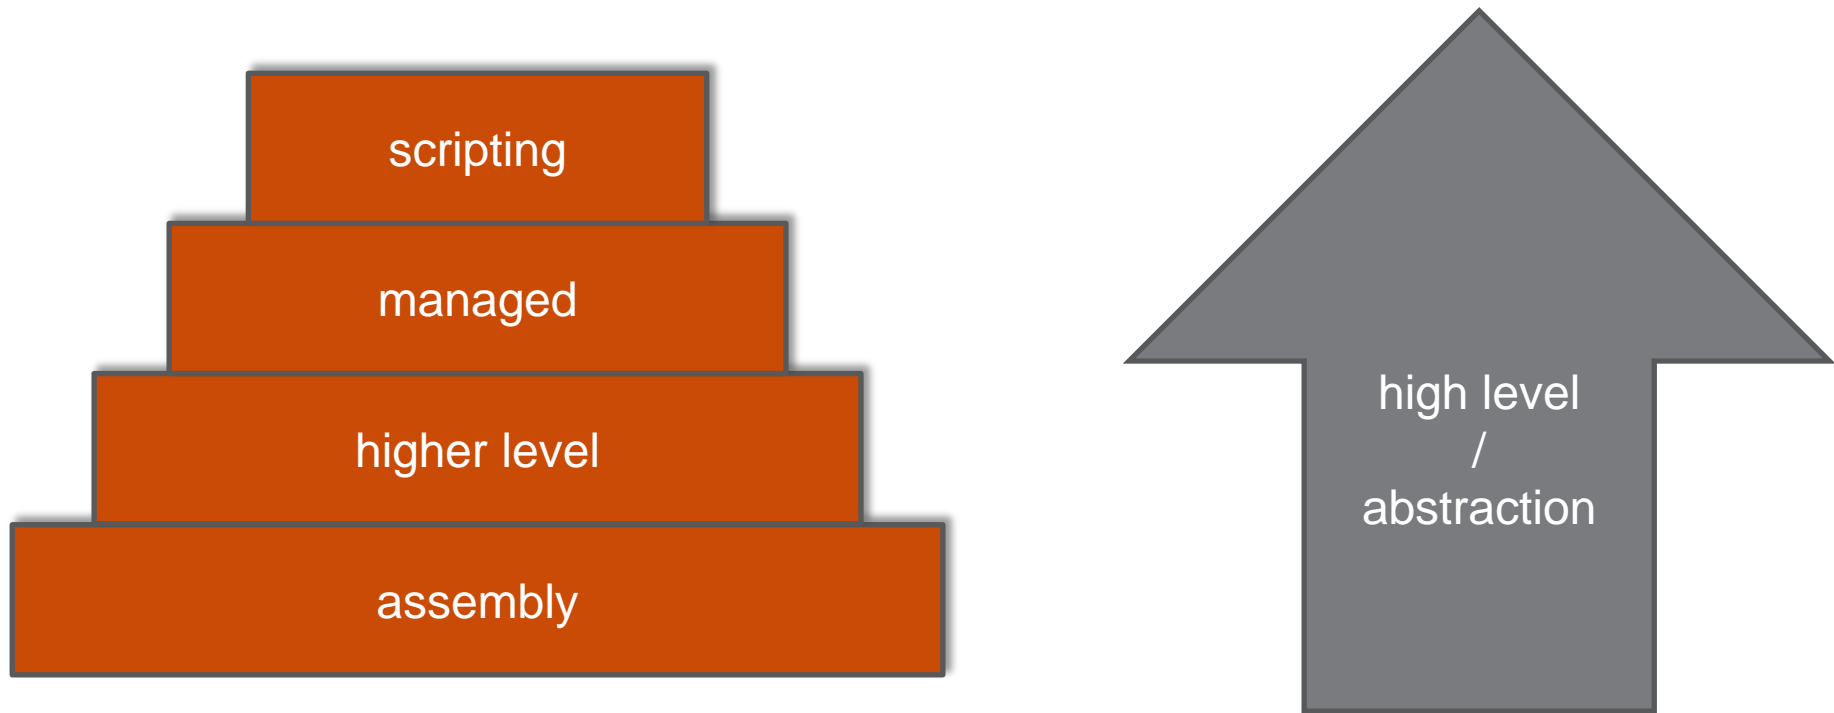 scripting
managed
higher level
assembly
high level
/
abstraction